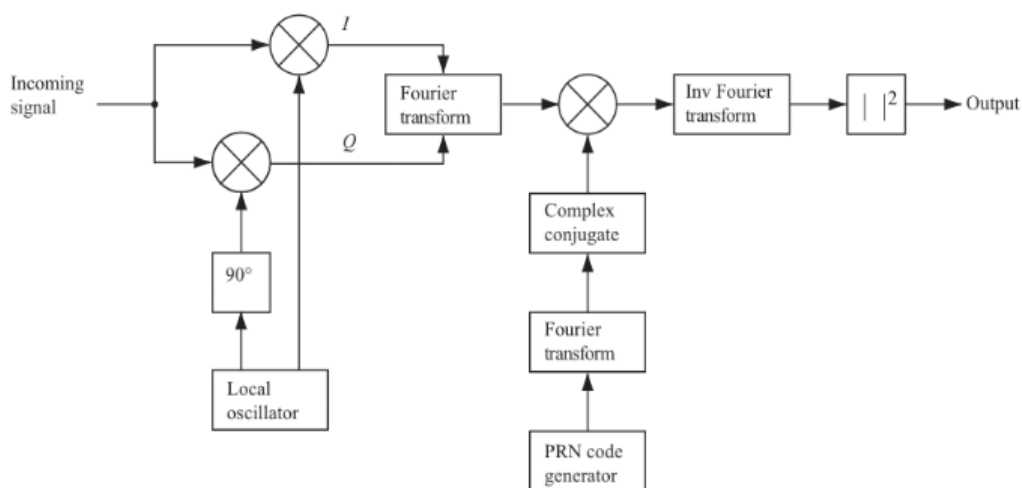 Incoming
signal
I
Q
90°
Local
oscillator
Fourier
transform
Complex
conjugate
Fourier
transform
PRN code
generator
Inv Fourier
transform
| |²
Output